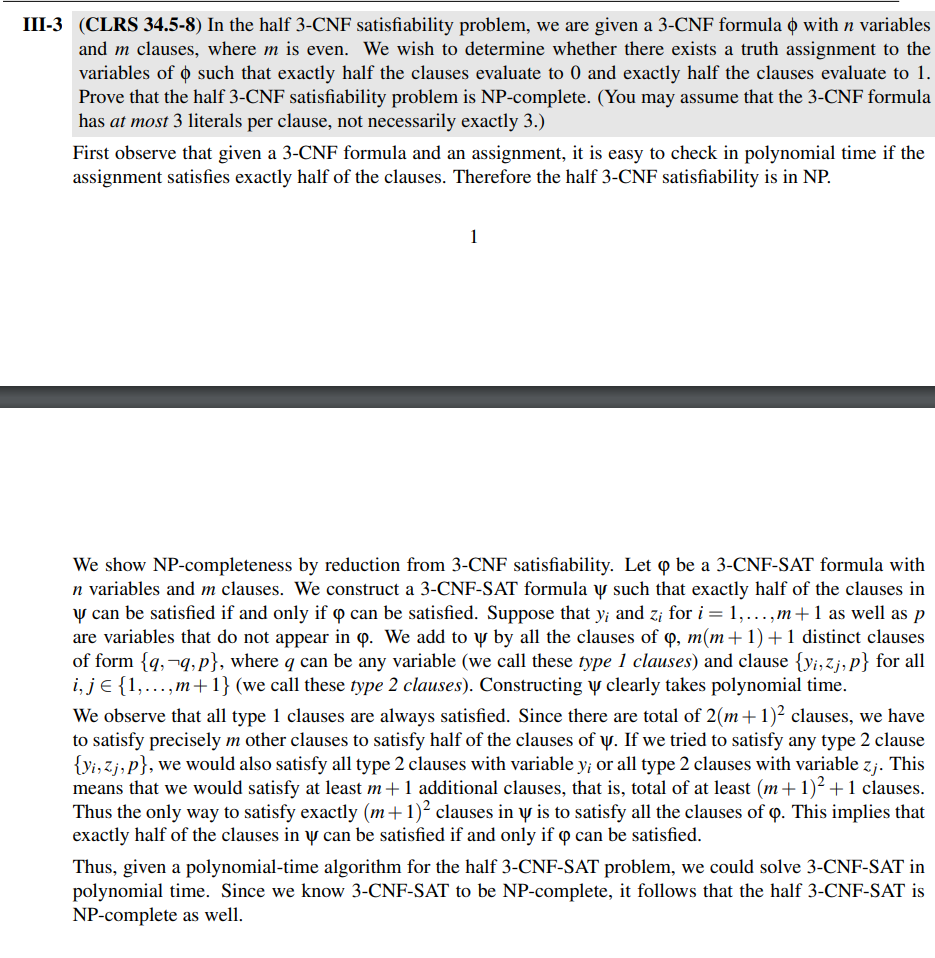 III-3 (CLRS 34.5-8) In the half 3-CNF satisfiability problem, we are given a 3-CNF formula ϕ with n variables
and m clauses, where m is even. We wish to determine whether there exists a truth assignment to the
variables of ϕ such that exactly half the clauses evaluate to 0 and exactly half the clauses evaluate to 1.
Prove that the half 3-CNF satisfiability problem is NP-complete. (You may assume that the 3-CNF formula
has at most 3 literals per clause, not necessarily exactly 3.)
First observe that given a 3-CNF formula and an assignment, it is easy to check in polynomial time if the
assignment satisfies exactly half of the clauses. Therefore the half 3-CNF satisfiability is in NP.
1
We show NP-completeness by reduction from 3-CNF satisfiability. Let φ be a 3-CNF-SAT formula with
n variables and m clauses. We construct a 3-CNF-SAT formula ψ such that exactly half of the clauses in
ψ can be satisfied if and only if φ can be satisfied. Suppose that y_i and z_i for i = 1,...,m+1 as well as p
are variables that do not appear in φ. We add to ψ by all the clauses of φ, m(m+1)+1 distinct clauses
of form {q,¬q,p}, where q can be any variable (we call these type 1 clauses) and clause {y_i,z_j,p} for all
i, j ∈ {1,...,m+1} (we call these type 2 clauses). Constructing ψ clearly takes polynomial time.
We observe that all type 1 clauses are always satisfied. Since there are total of 2(m+1)² clauses, we have
to satisfy precisely m other clauses to satisfy half of the clauses of ψ. If we tried to satisfy any type 2 clause
{y_i,z_j,p}, we would also satisfy all type 2 clauses with variable y_i or all type 2 clauses with variable z_j. This
means that we would satisfy at least m+1 additional clauses, that is, total of at least (m+1)²+1 clauses.
Thus the only way to satisfy exactly (m+1)² clauses in ψ is to satisfy all the clauses of φ. This implies that
exactly half of the clauses in ψ can be satisfied if and only if φ can be satisfied.
Thus, given a polynomial-time algorithm for the half 3-CNF-SAT problem, we could solve 3-CNF-SAT in
polynomial time. Since we know 3-CNF-SAT to be NP-complete, it follows that the half 3-CNF-SAT is
NP-complete as well.